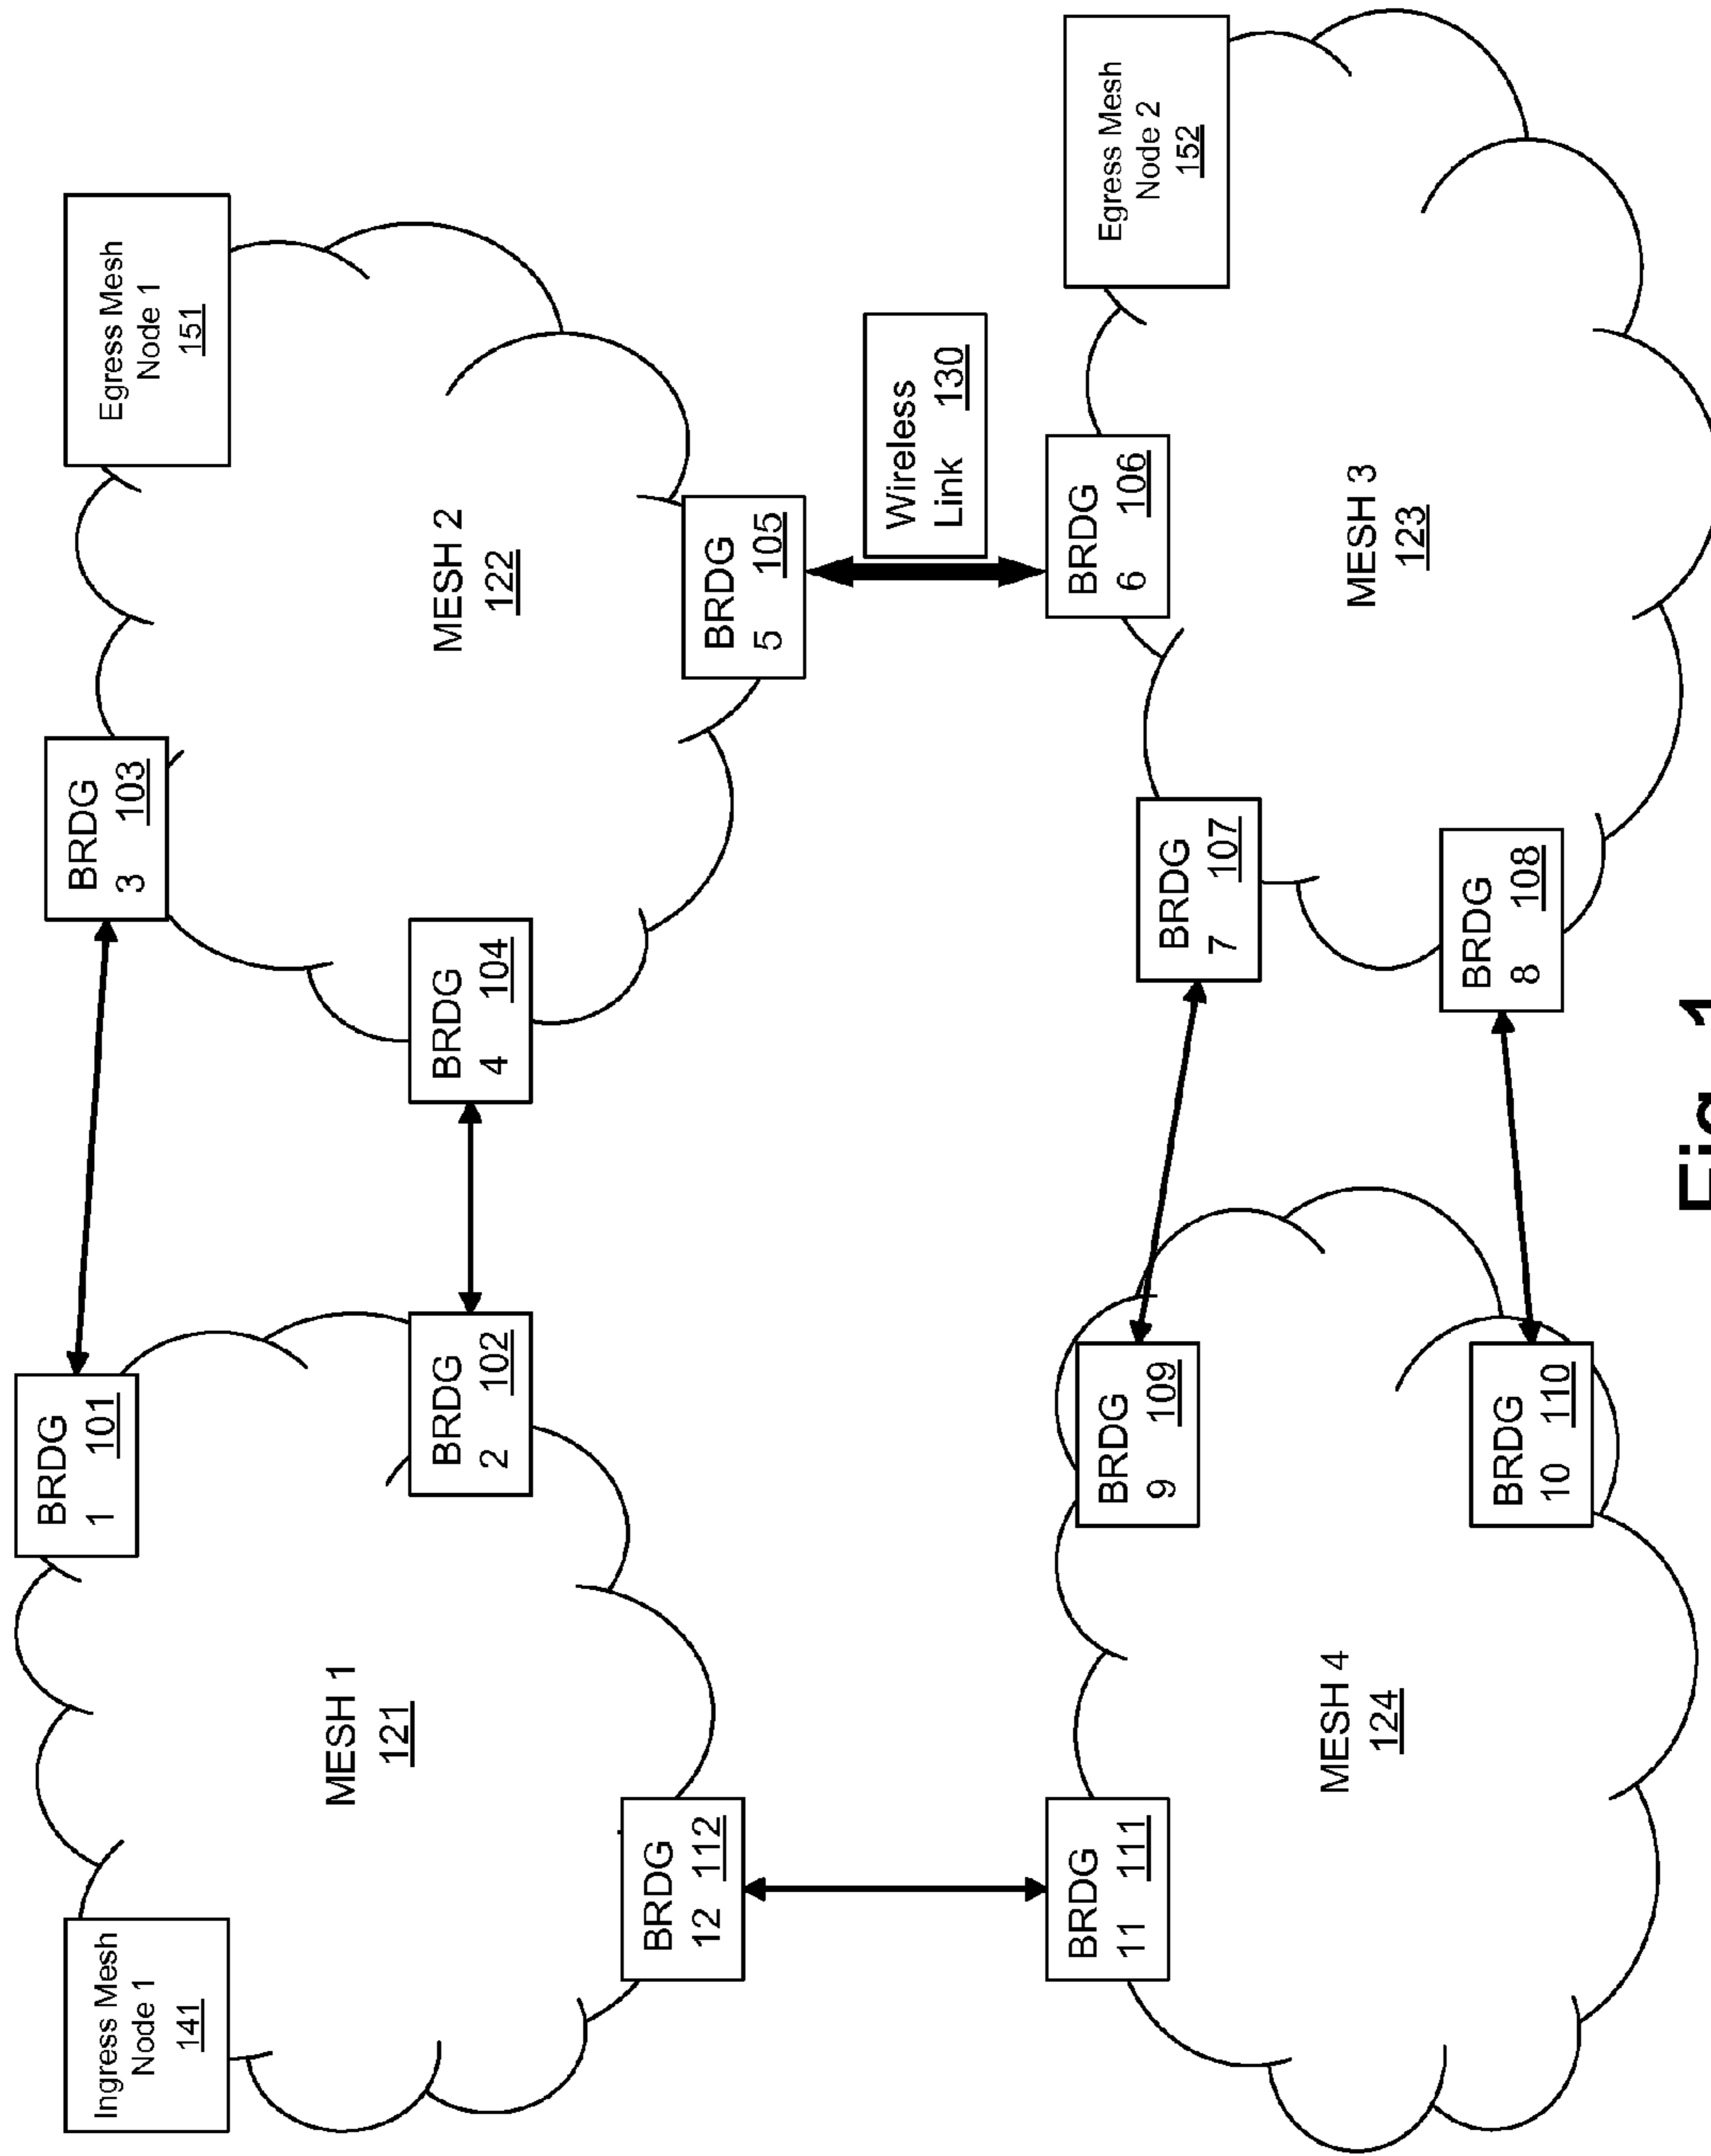 Ingress Mesh
Node 1
141
BRDG
1 101
BRDG
3 103
Egress Mesh
Node 1
151
MESH 1
121
BRDG
2 102
BRDG
4 104
MESH 2
122
BRDG
12 112
BRDG
5 105
Wireless
Link 130
BRDG
11 111
BRDG
9 109
BRDG
7 107
BRDG
6 106
Egress Mesh
Node 2
152
MESH 4
124
MESH 3
123
BRDG
10 110
BRDG
8 108
Fig. 1